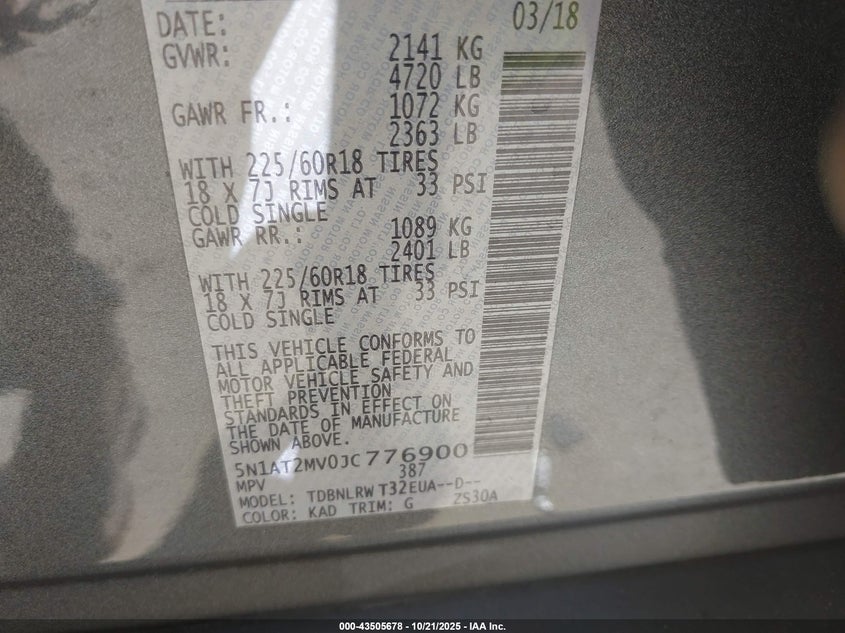 DATE: 03/18
GVWR: 2141 KG
4720 LB
GAWR FR.: 1072 KG
2363 LB
WITH 225/60R18 TIRES
18 X 7J RIMS AT 33 PSI
COLD SINGLE
GAWR RR.: 1089 KG
2401 LB
WITH 225/60R18 TIRES
18 X 7J RIMS AT 33 PSI
COLD SINGLE
THIS VEHICLE CONFORMS TO
ALL APPLICABLE FEDERAL
MOTOR VEHICLE SAFETY AND
THEFT PREVENTION
STANDARDS IN EFFECT ON
THE DATE OF MANUFACTURE
SHOWN ABOVE.
5N1AT2MV0JC776900
MPV 387
MODEL: TDBNLRW T32EUA--D--
COLOR: KAD TRIM: G ZS30A
000-43505678 - 10/21/2025 - IAA Inc.